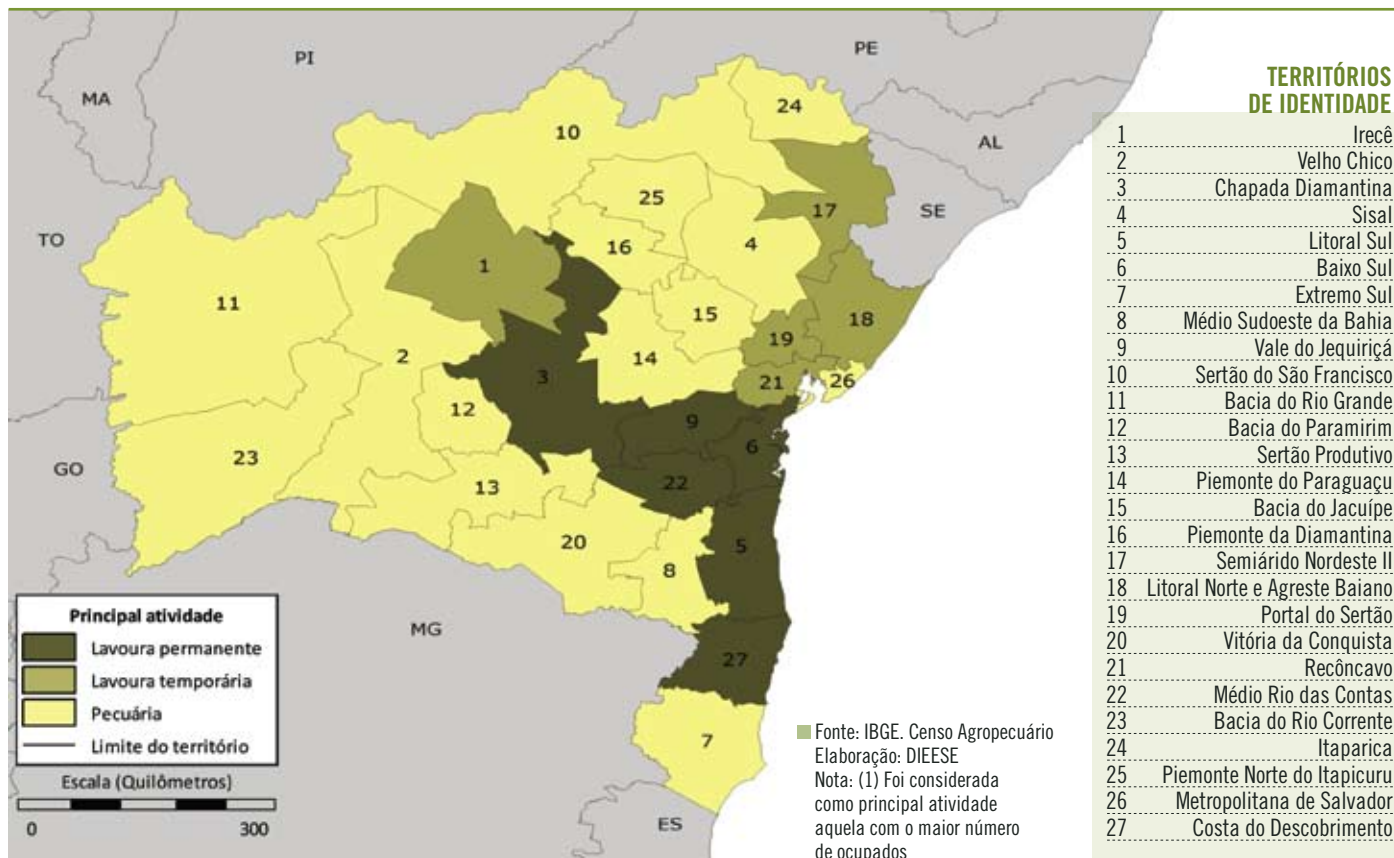 PI
PE
MA
AL
TO
SE
GO
MG
ES
24
10
25
17
16
4
1
11
15
18
19
2
14
3
21
26
12
9
6
23
22
13
5
20
8
27
7
Principal atividade
Lavoura permanente
Lavoura temporária
Pecuária
Limite do território
Escala (Quilômetros)
0 300
Fonte: IBGE. Censo Agropecuário
Elaboração: DIEESE
Nota: (1) Foi considerada
como principal atividade
aquela com o maior número
de ocupados
TERRITÓRIOS
DE IDENTIDADE
1 Irecê
2 Velho Chico
3 Chapada Diamantina
4 Sisal
5 Litoral Sul
6 Baixo Sul
7 Extremo Sul
8 Médio Sudoeste da Bahia
9 Vale do Jequiriçá
10 Sertão do São Francisco
11 Bacia do Rio Grande
12 Bacia do Paramirim
13 Sertão Produtivo
14 Piemonte do Paraguaçu
15 Bacia do Jacuípe
16 Piemonte da Diamantina
17 Semiárido Nordeste II
18 Litoral Norte e Agreste Baiano
19 Portal do Sertão
20 Vitória da Conquista
21 Recôncavo
22 Médio Rio das Contas
23 Bacia do Rio Corrente
24 Itaparica
25 Piemonte Norte do Itapicuru
26 Metropolitana de Salvador
27 Costa do Descobrimento